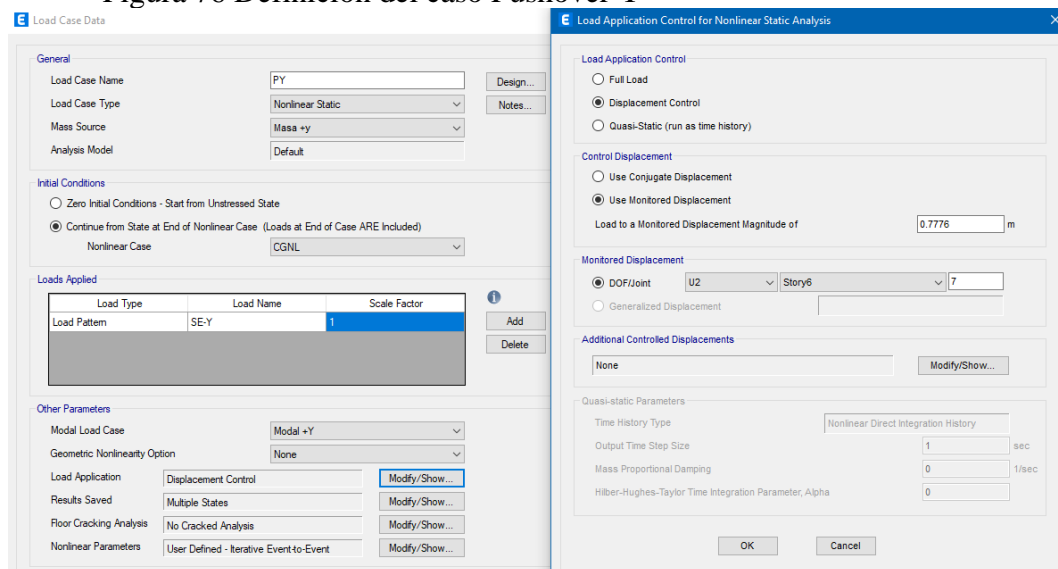 Figura 76 Definición del caso Pushover-1
E Load Case Data
General
Load Case Name PY Design...
Load Case Type Nonlinear Static Notes...
Mass Source Masa +y
Analysis Model Default
Initial Conditions
Zero Initial Conditions - Start from Unstressed State
Continue from State at End of Nonlinear Case (Loads at End of Case ARE Included)
Nonlinear Case CGNL
Loads Applied
Load Type Load Name Scale Factor
Load Pattern SE-Y 1 Add
Delete
Other Parameters
Modal Load Case Modal +Y
Geometric Nonlinearity Option None
Load Application Displacement Control Modify/Show...
Results Saved Multiple States Modify/Show...
Floor Cracking Analysis No Cracked Analysis Modify/Show...
Nonlinear Parameters User Defined - Iterative Event-to-Event Modify/Show...
E Load Application Control for Nonlinear Static Analysis
Load Application Control
Full Load
Displacement Control
Quasi-Static (run as time history)
Control Displacement
Use Conjugate Displacement
Use Monitored Displacement
Load to a Monitored Displacement Magnitude of 0.7776 m
Monitored Displacement
DOF/Joint U2 Story6 7
Generalized Displacement
Additional Controlled Displacements
None Modify/Show...
Quasi-static Parameters
Time History Type Nonlinear Direct Integration History
Output Time Step Size 1 sec
Mass Proportional Damping 0 1/sec
Hilber-Hughes-Taylor Time Integration Parameter, Alpha 0
OK Cancel